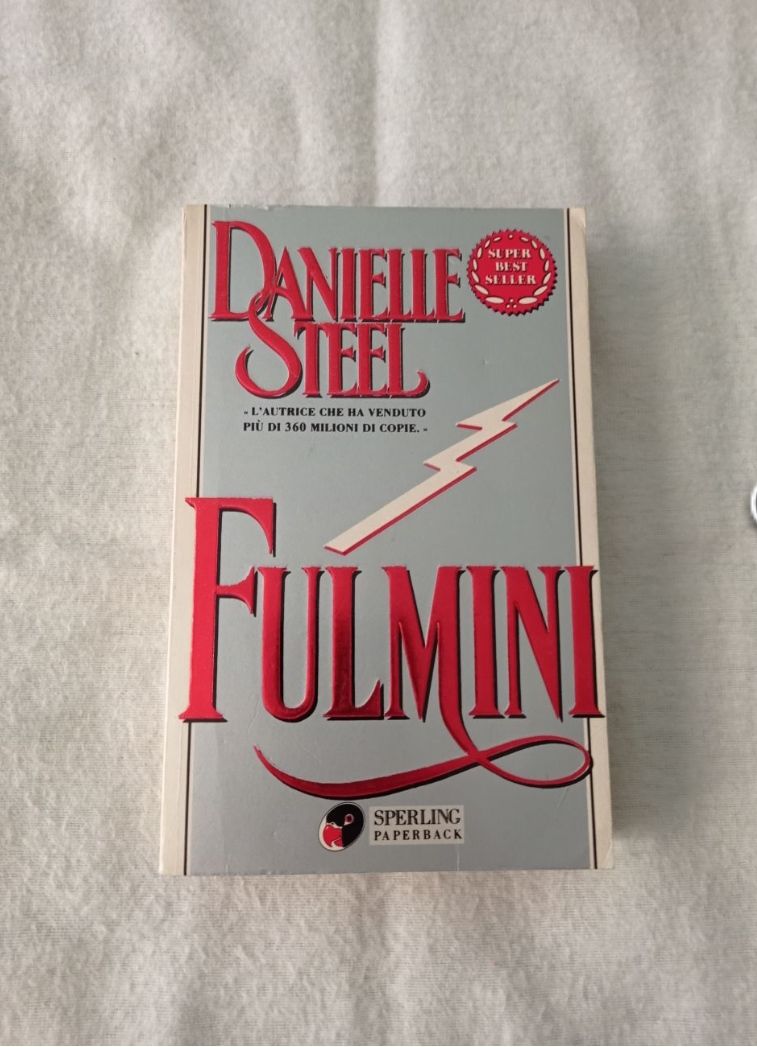 DANIELLE
STEEL
SUPER
BEST
SELLER
« L'AUTRICE CHE HA VENDUTO
PIÙ DI 360 MILIONI DI COPIE. »
FULMINI
SPERLING
PAPERBACK